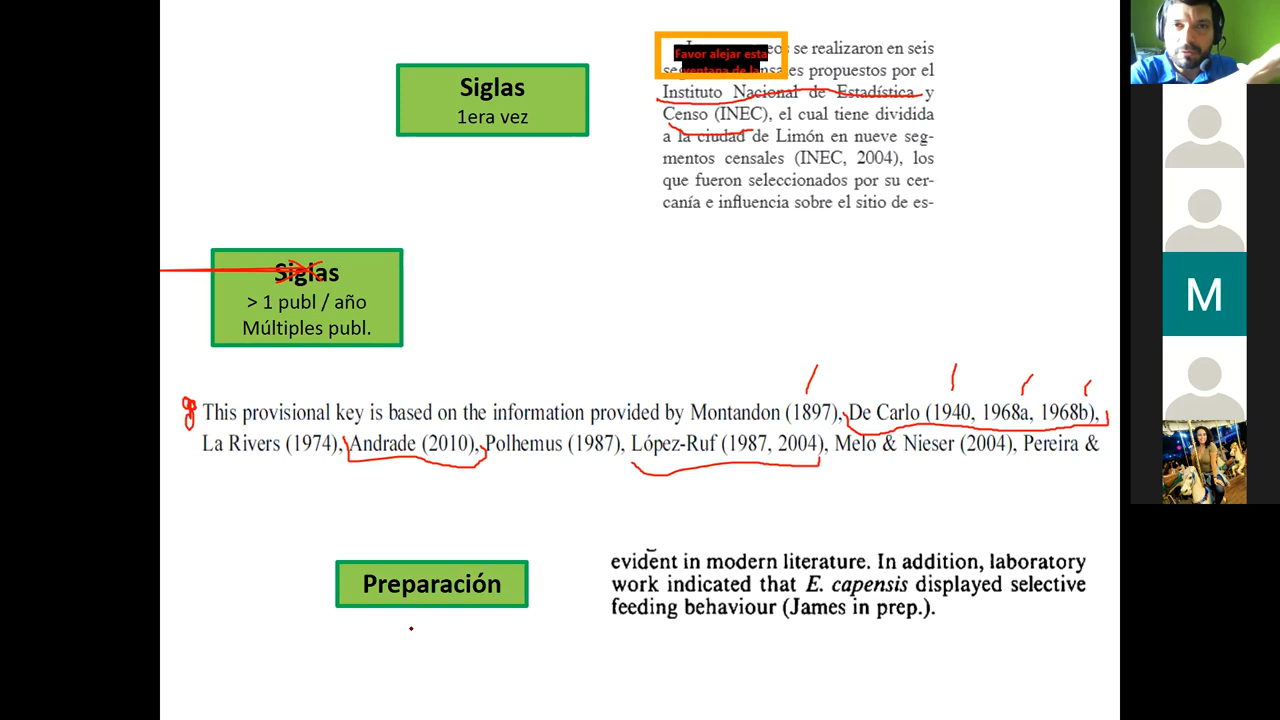 Siglas
1era vez
Favor alejar esta
ventana de la
se realizaron en seis
propuestos por el
Instituto Nacional de Estadística y
Censo (INEC), el cual tiene dividida
a la ciudad de Limón en nueve seg-
mentos censales (INEC, 2004), los
que fueron seleccionados por su cer-
canía e influencia sobre el sitio de es-
Siglas
> 1 publ / año
Múltiples publ.
This provisional key is based on the information provided by Montandon (1897), De Carlo (1940, 1968a, 1968b),
La Rivers (1974), Andrade (2010), Polhemus (1987), López-Ruf (1987, 2004), Melo & Nieser (2004), Pereira &
Preparación
evident in modern literature. In addition, laboratory
work indicated that E. capensis displayed selective
feeding behaviour (James in prep.).
M